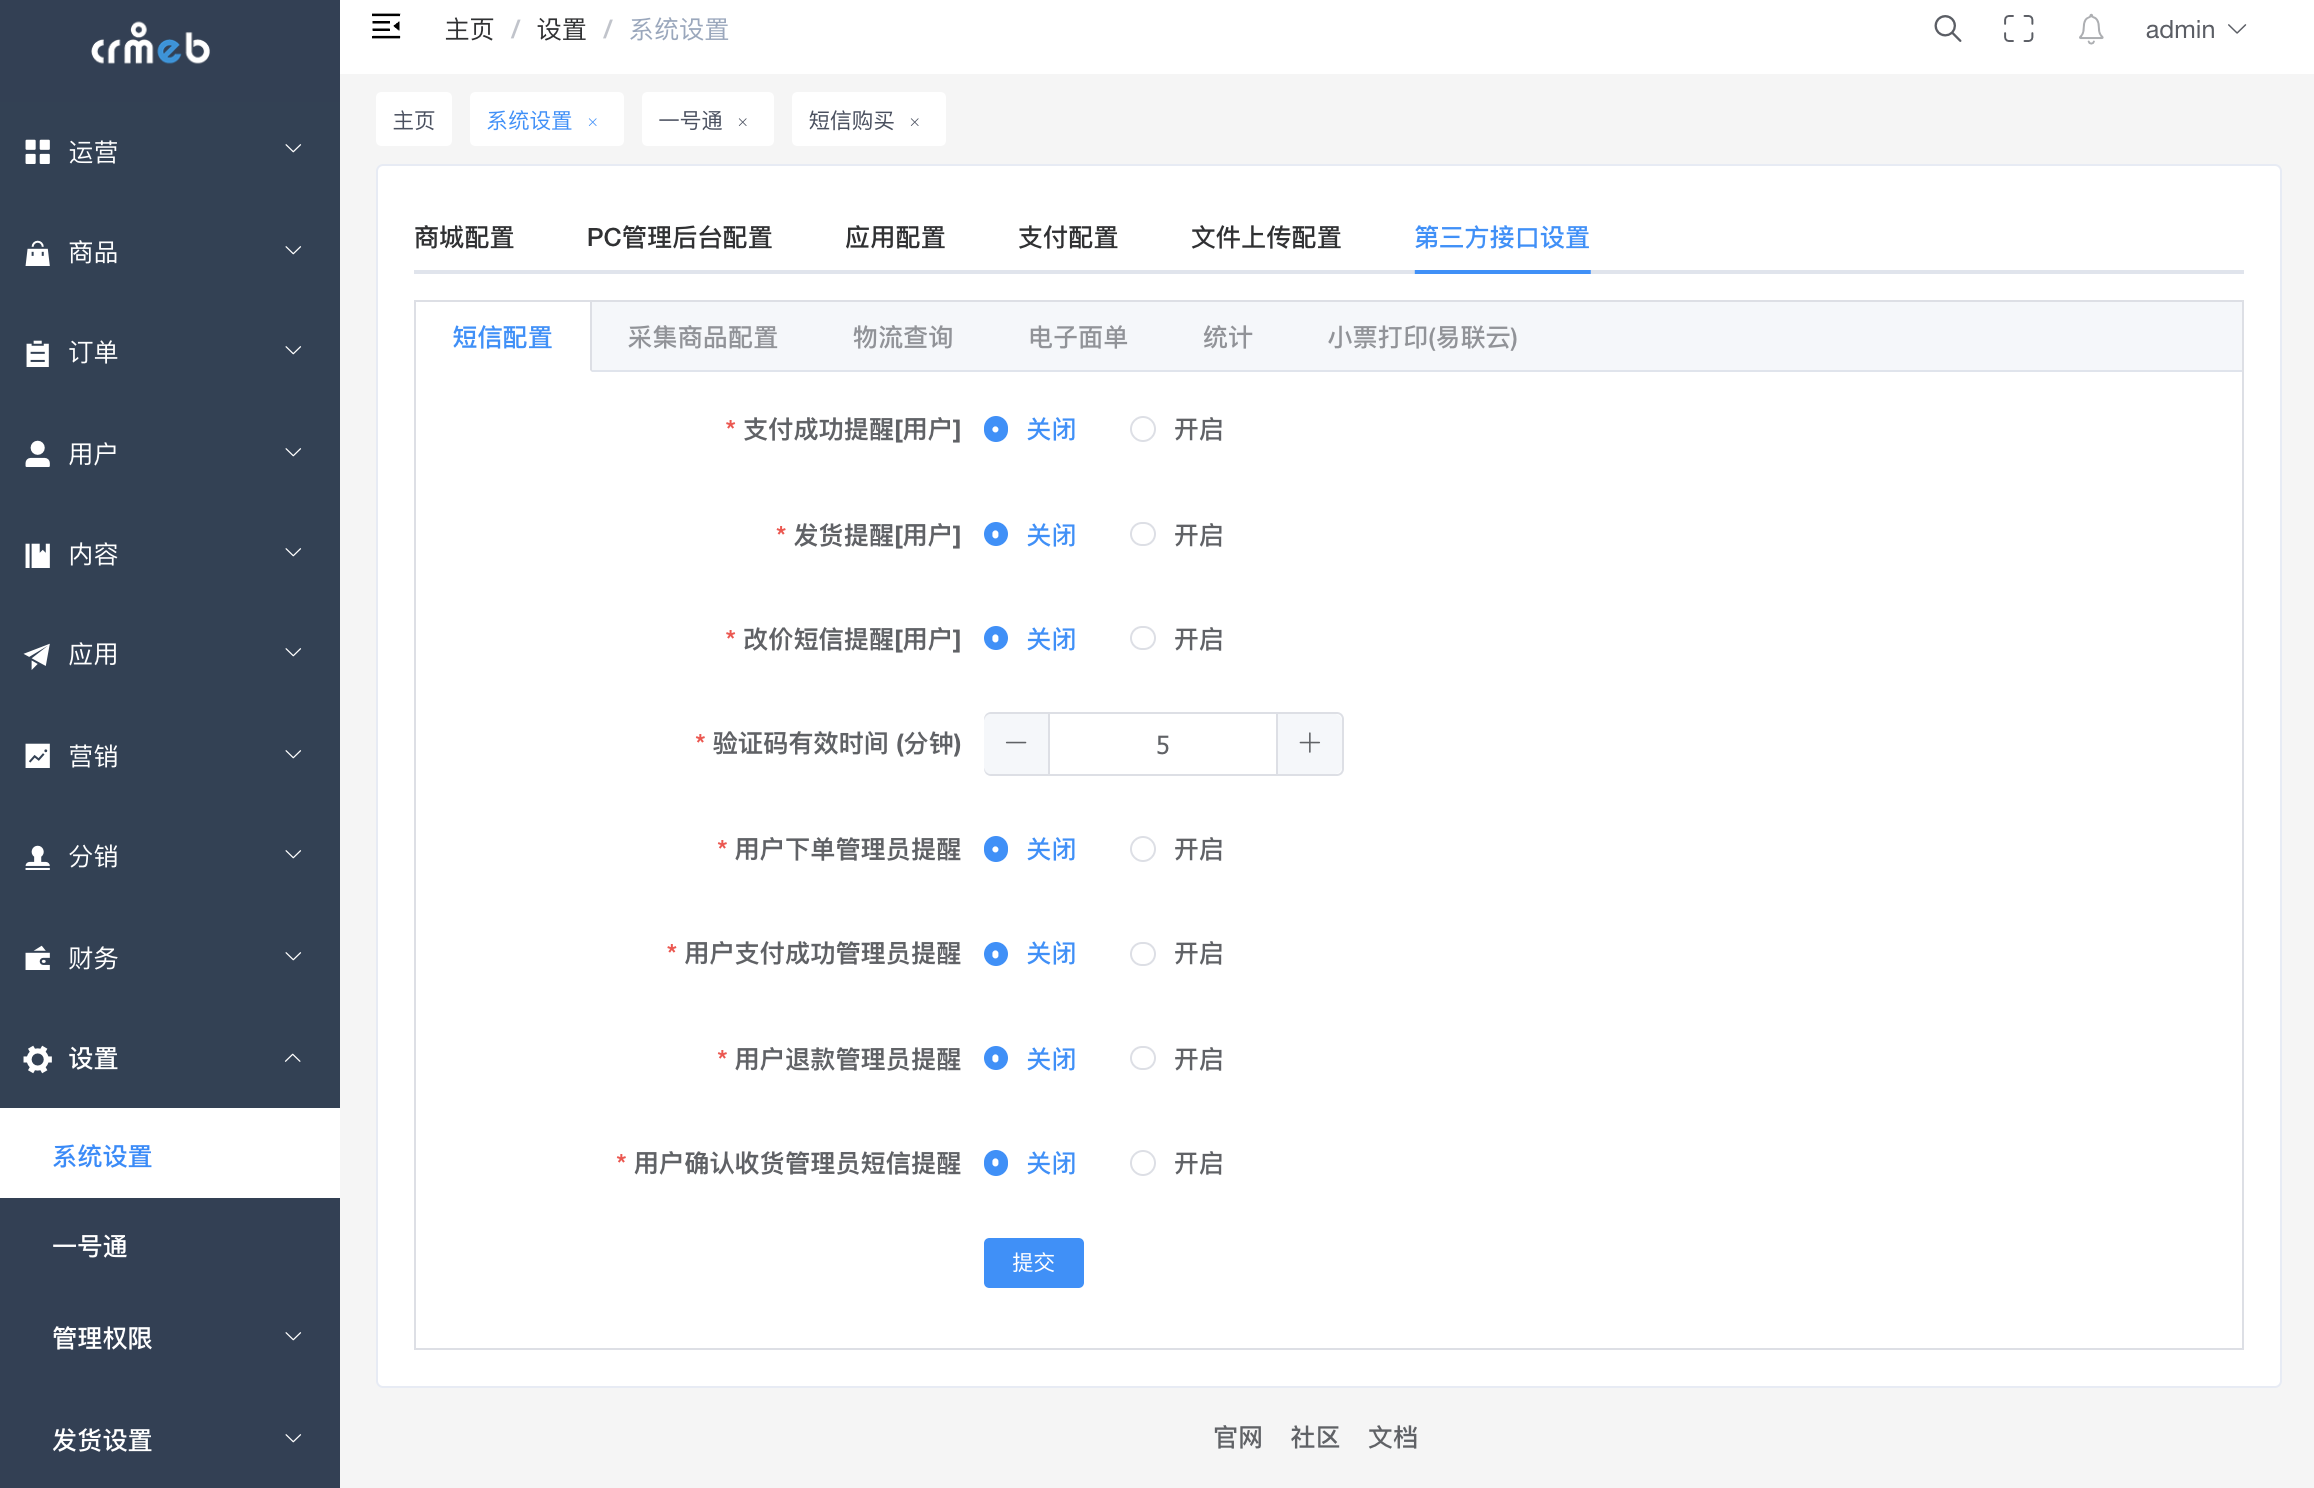 crmeb
运营
商品
订单
用户
内容
应用
营销
分销
财务
设置
系统设置
一号通
管理权限
发货设置
主页 / 设置 / 系统设置
admin
主页 系统设置 × 一号通 × 短信购买 ×
商城配置 PC管理后台配置 应用配置 支付配置 文件上传配置 第三方接口设置
短信配置 采集商品配置 物流查询 电子面单 统计 小票打印(易联云)
* 支付成功提醒[用户] 关闭 开启
* 发货提醒[用户] 关闭 开启
* 改价短信提醒[用户] 关闭 开启
* 验证码有效时间 (分钟) — 5 +
* 用户下单管理员提醒 关闭 开启
* 用户支付成功管理员提醒 关闭 开启
* 用户退款管理员提醒 关闭 开启
* 用户确认收货管理员短信提醒 关闭 开启
提交
官网 社区 文档